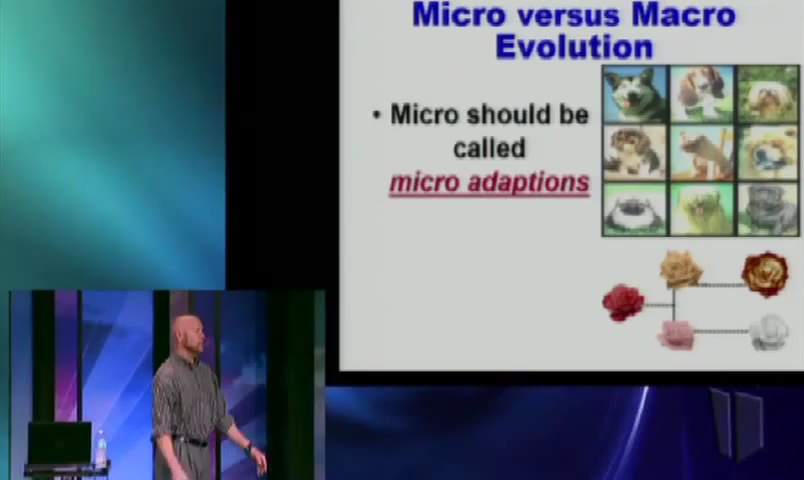 Micro versus Macro
Evolution
• Micro should be
called
micro adaptions